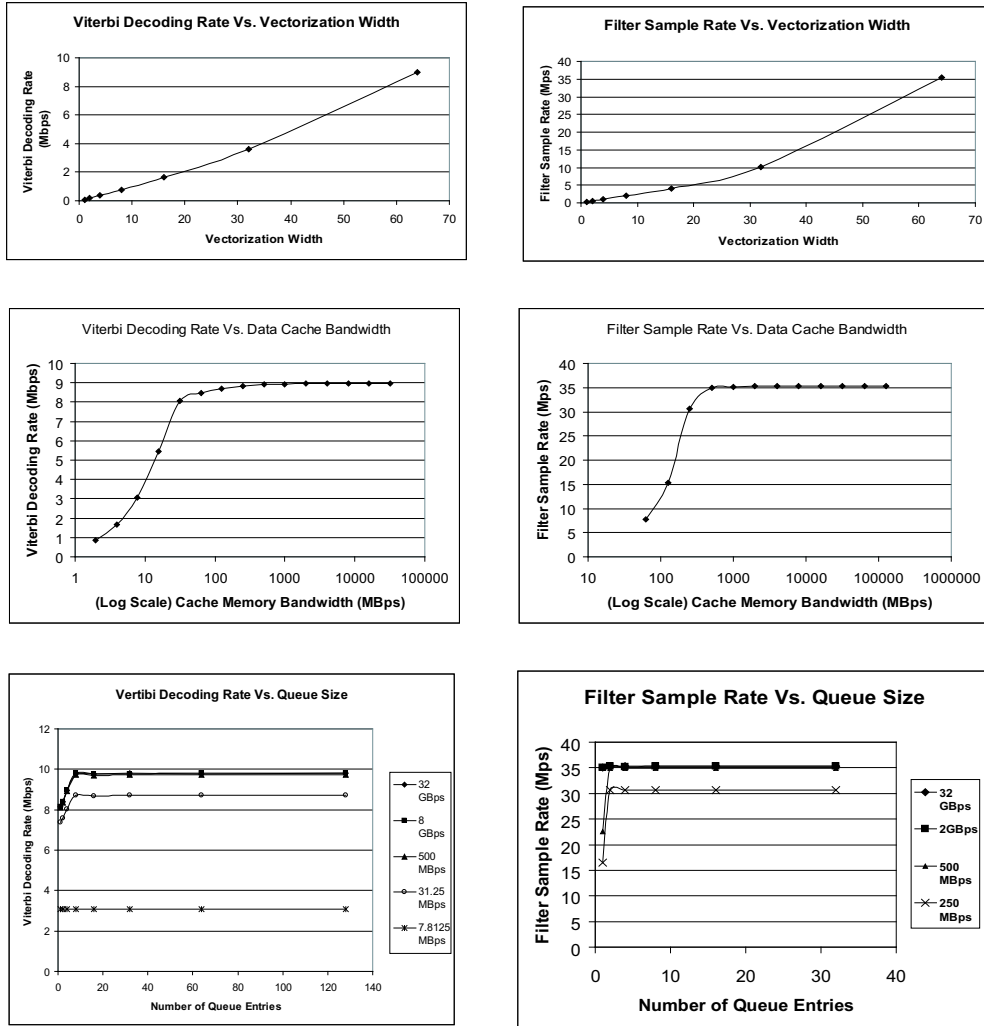 Viterbi Decoding Rate Vs. Vectorization Width
Viterbi Decoding Rate
(Mbps)
10
8
6
4
2
0
0 10 20 30 40 50 60 70
Vectorization Width
Filter Sample Rate Vs. Vectorization Width
Filter Sample Rate (Mps)
40
35
30
25
20
15
10
5
0
0 10 20 30 40 50 60 70
Vectorization Width
Viterbi Decoding Rate Vs. Data Cache Bandwidth
Viterbi Decoding Rate (Mbps)
10
9
8
7
6
5
4
3
2
1
0
1 10 100 1000 10000 100000
(Log Scale) Cache Memory Bandwidth (MBps)
Filter Sample Rate Vs. Data Cache Bandwidth
Filter Sample Rate (Mps)
40
35
30
25
20
15
10
5
0
10 100 1000 10000 100000 1000000
(Log Scale) Cache Memory Bandwidth (MBps)
Vertibi Decoding Rate Vs. Queue Size
Viterbi Decoding Rate (Mbps)
12
10
8
6
4
2
0
0 20 40 60 80 100 120 140
Number of Queue Entries
32
GBps
8
GBps
500
MBps
31.25
MBps
7.8125
MBps
Filter Sample Rate Vs. Queue Size
Filter Sample Rate (Mps)
40
35
30
25
20
15
10
5
0
0 10 20 30 40
Number of Queue Entries
32
GBps
2GBps
500
MBps
250
MBps